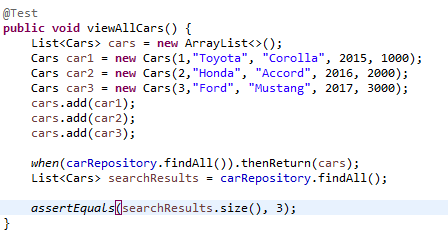 @Test
public void viewAllCars() {
    List<Cars> cars = new ArrayList<>();
    Cars car1 = new Cars(1,"Toyota", "Corolla", 2015, 1000);
    Cars car2 = new Cars(2,"Honda", "Accord", 2016, 2000);
    Cars car3 = new Cars(3,"Ford", "Mustang", 2017, 3000);
    cars.add(car1);
    cars.add(car2);
    cars.add(car3);
    when(carRepository.findAll()).thenReturn(cars);
    List<Cars> searchResults = carRepository.findAll();
    assertEquals(searchResults.size(), 3);
}